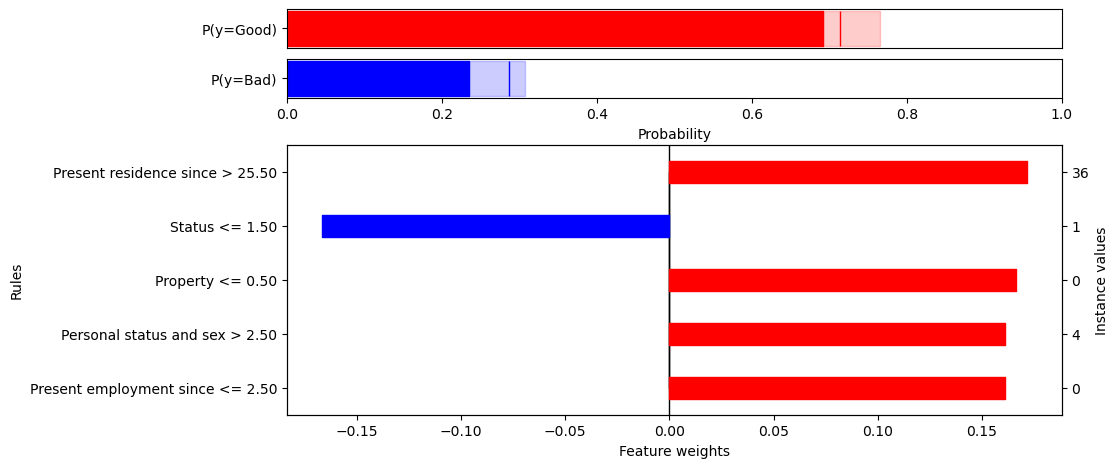 P(y=Good)
P(y=Bad)
0.0 0.2 0.4 0.6 0.8 1.0
Probability
Present residence since > 25.50 36
Status <= 1.50 1
Property <= 0.50 0
Personal status and sex > 2.50 4
Present employment since <= 2.50 0
Rules
Instance values
−0.15 −0.10 −0.05 0.00 0.05 0.10 0.15
Feature weights